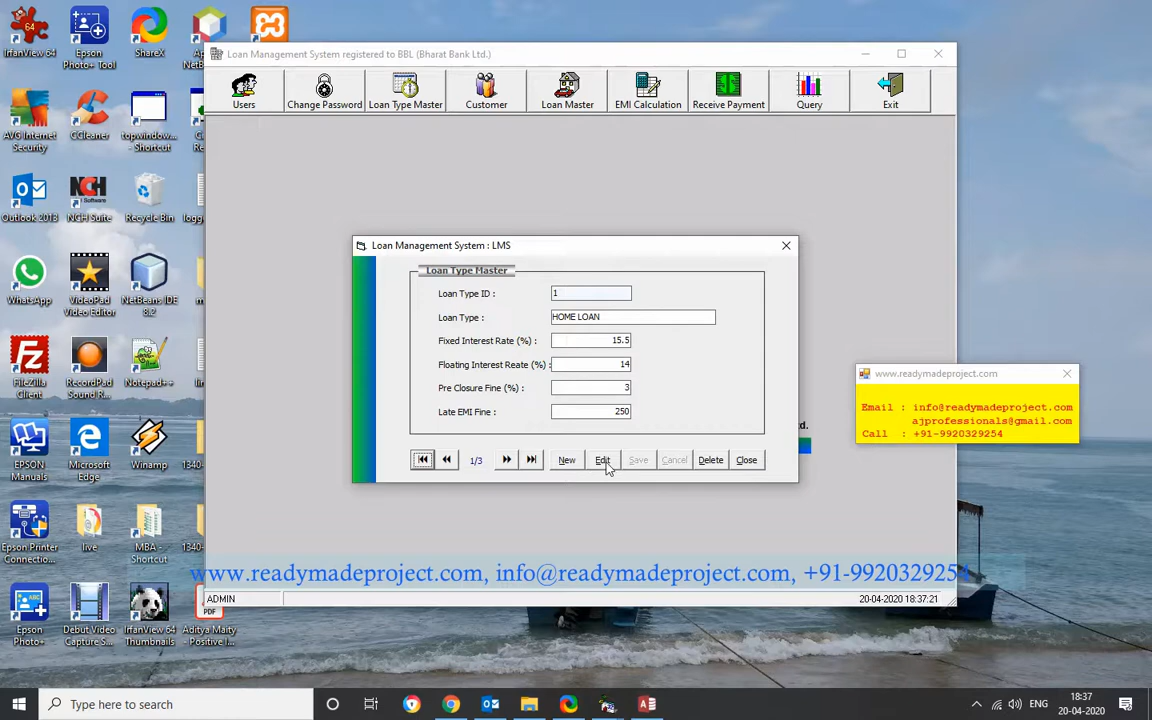 IrfanView 64
Epson
Photo+ Tool
ShareX
Loan Management System registered to BBL (Bharat Bank Ltd.)
Users
Change Password
Loan Type Master
Customer
Loan Master
EMI Calculation
Receive Payment
Query
Exit
AVG Internet
Security
CCleaner
topwindow...
- Shortcut
Outlook 2013
NCH Suite
Recycle Bin
WhatsApp
VideoPad
Video Editor
NetBeans IDE
8.2
FileZilla
Client
RecordPad
Sound R...
Notepad++
EPSON
Manuals
Microsoft
Edge
Winamp
Epson Printer
Connectio...
live
MBA -
Shortcut
1340-
Epson
Photo+
Debut Video
Capture S...
IrfanView 64
Thumbnails
PDF
Aditya Maity
- Positive I...
Loan Management System : LMS
Loan Type Master
Loan Type ID : 1
Loan Type : HOME LOAN
Fixed Interest Rate (%) : 15.5
Floating Interest Reate (%) : 14
Pre Closure Fine (%) : 3
Late EMI Fine : 250
1/3
New
Edit
Save
Cancel
Delete
Close
td.
www.readymadeproject.com
Email : info@readymadeproject.com
ajprofessionals@gmail.com
Call : +91-9920329254
www.readymadeproject.com, info@readymadeproject.com, +91-9920329254
ADMIN
20-04-2020 18:37:21
Type here to search
ENG
18:37
20-04-2020